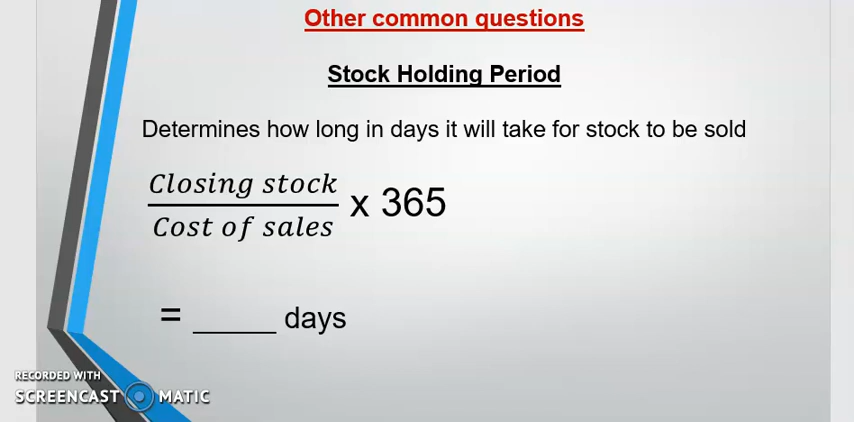 Other common questions
Stock Holding Period
Determines how long in days it will take for stock to be sold
Closing stock
Cost of sales
x 365
= _____ days
RECORDED WITH
SCREENCAST MATIC